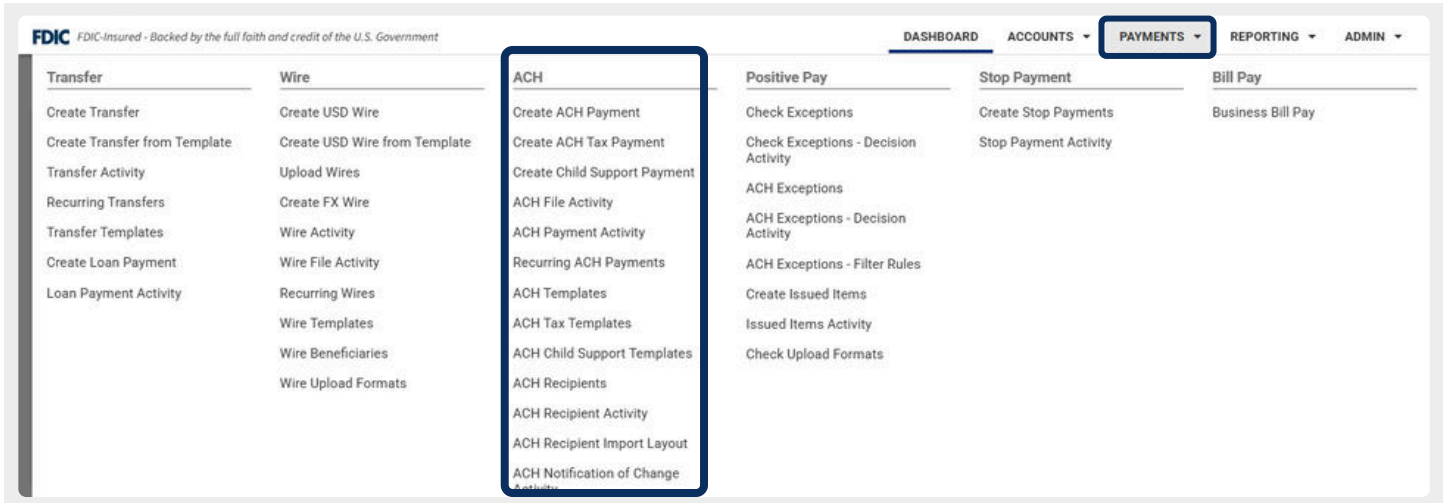 FDIC FDIC-Insured - Backed by the full faith and credit of the U.S. Government
DASHBOARD ACCOUNTS PAYMENTS REPORTING ADMIN
Transfer
Create Transfer
Create Transfer from Template
Transfer Activity
Recurring Transfers
Transfer Templates
Create Loan Payment
Loan Payment Activity
Wire
Create USD Wire
Create USD Wire from Template
Upload Wires
Create FX Wire
Wire Activity
Wire File Activity
Recurring Wires
Wire Templates
Wire Beneficiaries
Wire Upload Formats
ACH
Create ACH Payment
Create ACH Tax Payment
Create Child Support Payment
ACH File Activity
ACH Payment Activity
Recurring ACH Payments
ACH Templates
ACH Tax Templates
ACH Child Support Templates
ACH Recipients
ACH Recipient Activity
ACH Recipient Import Layout
ACH Notification of Change
Activity
Positive Pay
Check Exceptions
Check Exceptions - Decision
Activity
ACH Exceptions
ACH Exceptions - Decision
Activity
ACH Exceptions - Filter Rules
Create Issued Items
Issued Items Activity
Check Upload Formats
Stop Payment
Create Stop Payments
Stop Payment Activity
Bill Pay
Business Bill Pay